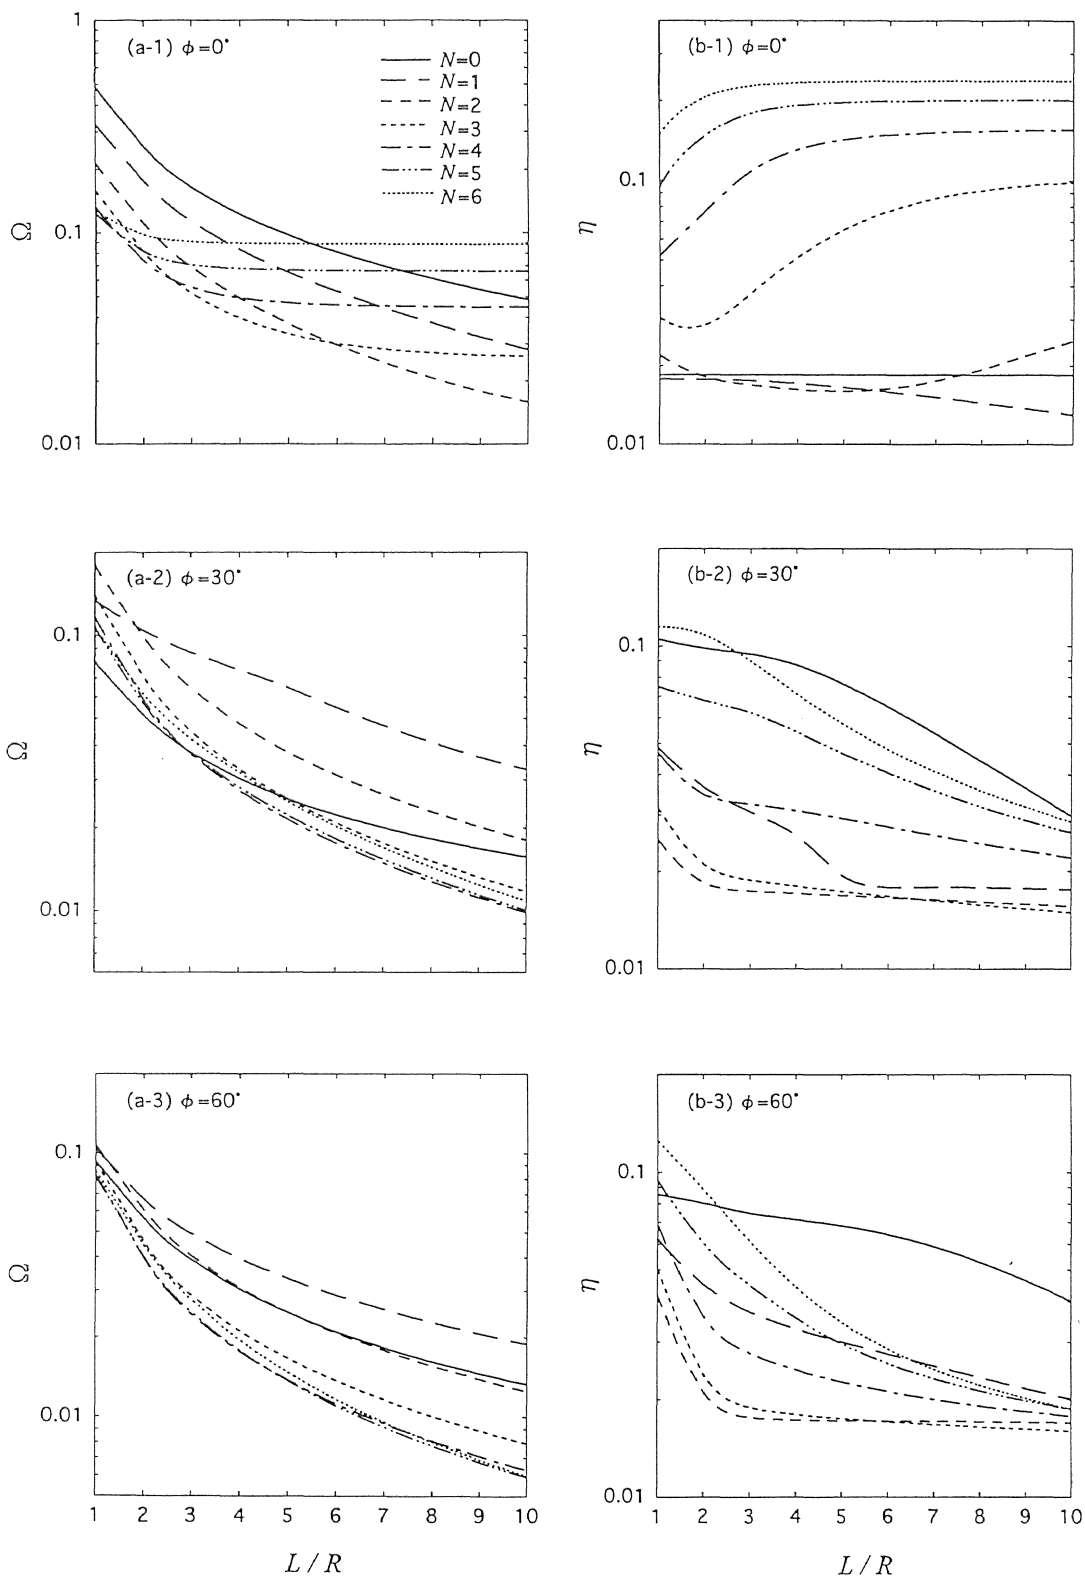 (a-1) ϕ=0°
N=0
N=1
N=2
N=3
N=4
N=5
N=6
1
0.1
0.01
Ω
(b-1) ϕ=0°
0.1
0.01
η
(a-2) ϕ=30°
0.1
0.01
Ω
(b-2) ϕ=30°
0.1
0.01
η
(a-3) ϕ=60°
0.1
0.01
Ω
1 2 3 4 5 6 7 8 9 10
L / R
(b-3) ϕ=60°
0.1
0.01
η
1 2 3 4 5 6 7 8 9 10
L / R